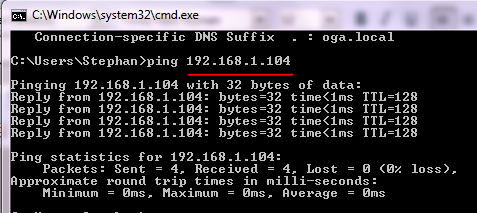 C:\Windows\system32\cmd.exe
Connection-specific DNS Suffix  . : oga.local
C:\Users\Stephan>ping 192.168.1.104
Pinging 192.168.1.104 with 32 bytes of data:
Reply from 192.168.1.104: bytes=32 time<1ms TTL=128
Reply from 192.168.1.104: bytes=32 time<1ms TTL=128
Reply from 192.168.1.104: bytes=32 time<1ms TTL=128
Reply from 192.168.1.104: bytes=32 time<1ms TTL=128
Ping statistics for 192.168.1.104:
Packets: Sent = 4, Received = 4, Lost = 0 (0% loss),
Approximate round trip times in milli-seconds:
Minimum = 0ms, Maximum = 0ms, Average = 0ms